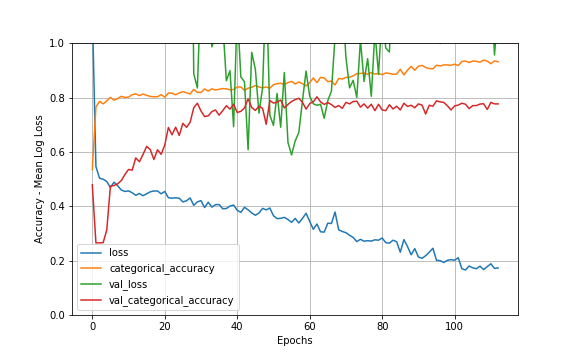 Accuracy - Mean Log Loss
1.0
0.8
0.6
0.4
0.2
0.0
loss
categorical_accuracy
val_loss
val_categorical_accuracy
0 20 40 60 80 100
Epochs